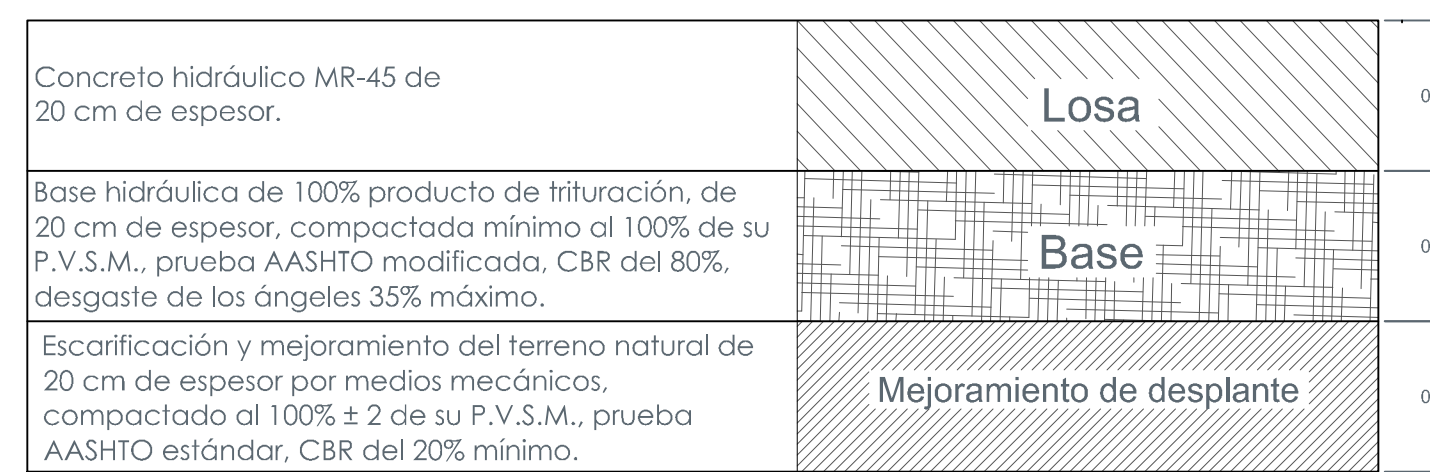 Concreto hidráulico MR-45 de
20 cm de espesor.
Losa
0
Base hidráulica de 100% producto de trituración, de
20 cm de espesor, compactada mínimo al 100% de su
P.V.S.M., prueba AASHTO modificada, CBR del 80%,
desgaste de los ángeles 35% máximo.
Base
0
Escarificación y mejoramiento del terreno natural de
20 cm de espesor por medios mecánicos,
compactado al 100% ± 2 de su P.V.S.M., prueba
AASHTO estándar, CBR del 20% mínimo.
Mejoramiento de desplante
0